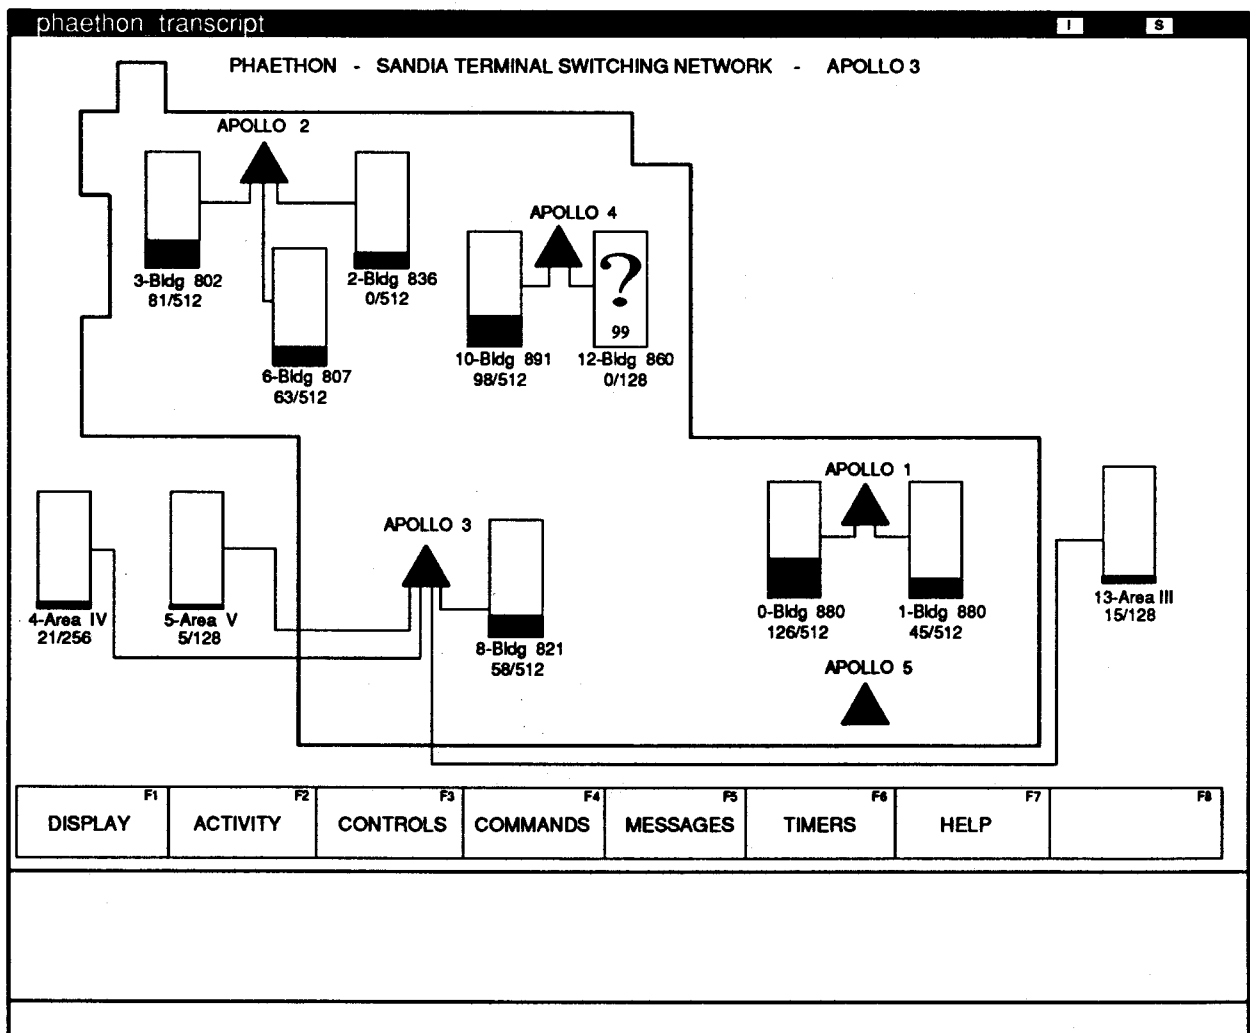 phaethon transcript
I
S
PHAETHON - SANDIA TERMINAL SWITCHING NETWORK - APOLLO 3
APOLLO 2
3-Bldg 802
81/512
2-Bldg 836
0/512
6-Bldg 807
63/512
APOLLO 4
10-Bldg 891
98/512
?
99
12-Bldg 860
0/128
4-Area IV
21/256
5-Area V
5/128
APOLLO 3
8-Bldg 821
58/512
APOLLO 1
0-Bldg 880
126/512
1-Bldg 880
45/512
13-Area III
15/128
APOLLO 5
F1
DISPLAY
F2
ACTIVITY
F3
CONTROLS
F4
COMMANDS
F5
MESSAGES
F6
TIMERS
F7
HELP
F8